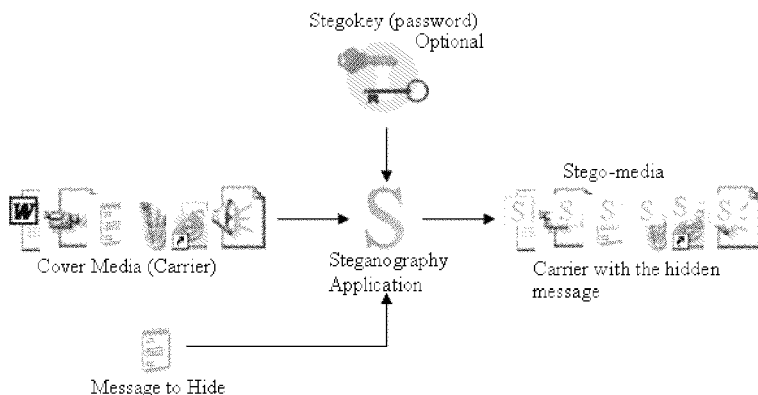 Stegokey (password)
Optional
Stego-media
W
S
S
S
S
S
S
Cover Media (Carrier)
Steganography
Application
Carrier with the hidden
message
Message to Hide